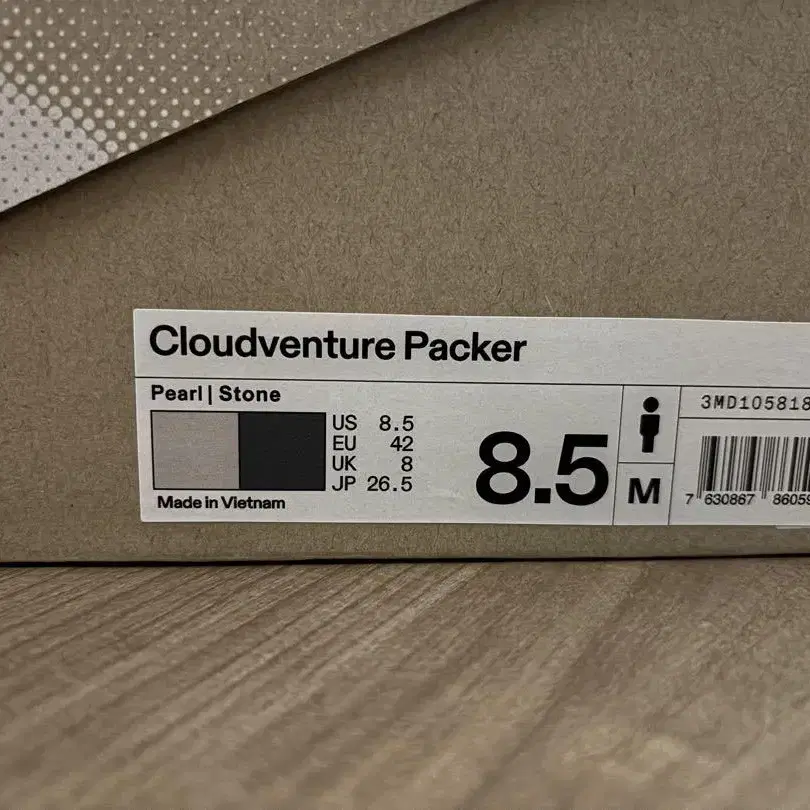 Cloudventure Packer
Pearl | Stone
US 8.5
EU 42
UK 8
JP 26.5
Made in Vietnam
8.5
M
3MD105818
7 630867 86059